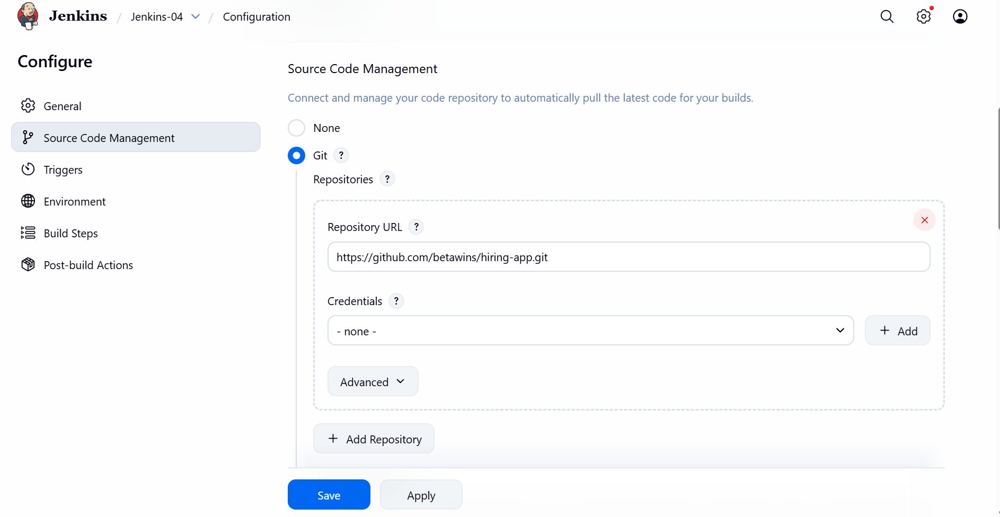 Jenkins / Jenkins-04 / Configuration
Configure
General
Source Code Management
Triggers
Environment
Build Steps
Post-build Actions
Source Code Management
Connect and manage your code repository to automatically pull the latest code for your builds.
None
Git ?
Repositories ?
Repository URL ?
https://github.com/betawins/hiring-app.git
Credentials ?
- none -
+ Add
Advanced
+ Add Repository
Save
Apply